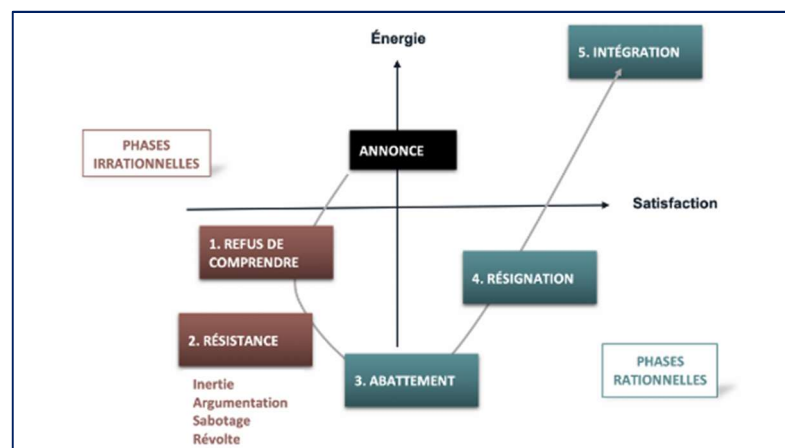 Énergie
5. INTÉGRATION
PHASES
IRRATIONNELLES
ANNONCE
Satisfaction
1. REFUS DE
COMPRENDRE
4. RÉSIGNATION
2. RÉSISTANCE
3. ABATTEMENT
PHASES
RATIONNELLES
Inertie
Argumentation
Sabotage
Révolte